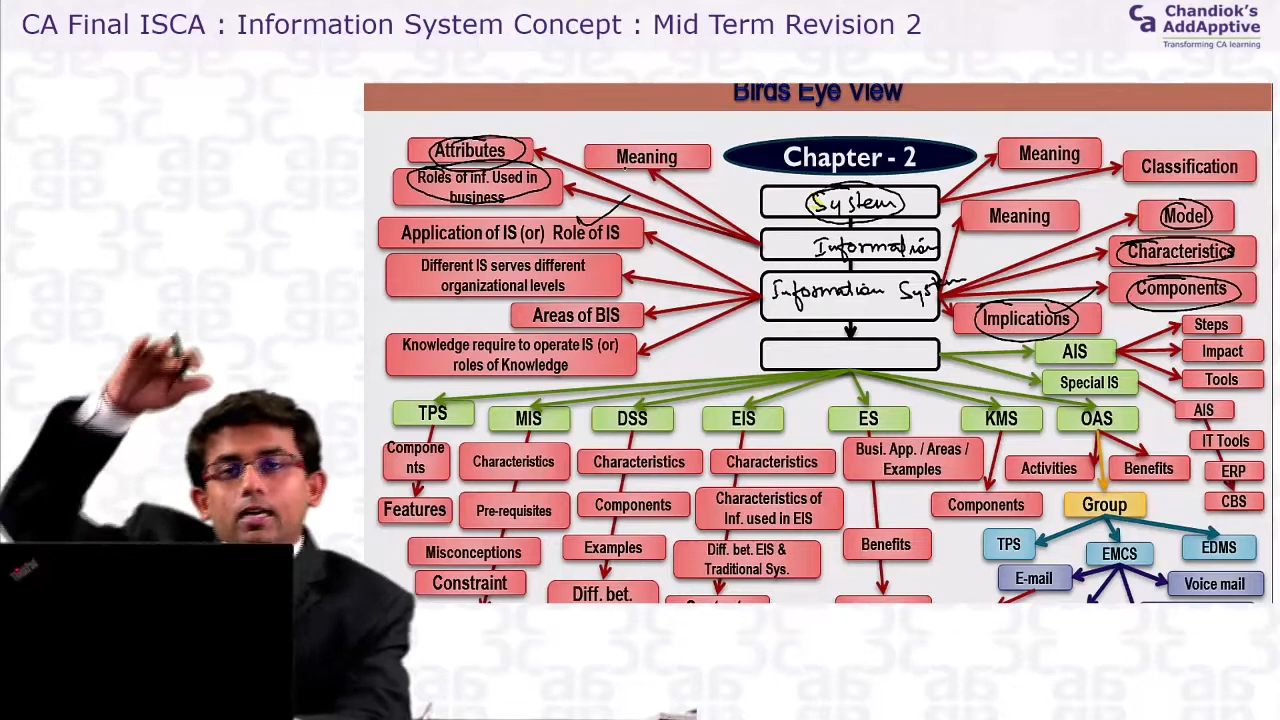 CA Final ISCA : Information System Concept : Mid Term Revision 2
Chandiok's
AddApptive
Transforming CA learning
Birds Eye View
Chapter - 2
Attributes
Meaning
Meaning
Classification
Roles of inf. Used in
business
System
Meaning
Model
Application of IS (or) Role of IS
Information
Characteristics
Different IS serves different
organizational levels
Information System
Components
Areas of BIS
Implications
Knowledge require to operate IS (or)
roles of Knowledge
AIS
Steps
Impact
Tools
Special IS
TPS
MIS
DSS
EIS
ES
KMS
OAS
AIS
IT Tools
ERP
CBS
Compone
nts
Characteristics
Characteristics
Characteristics
Busi. App. / Areas /
Examples
Activities
Benefits
Features
Pre-requisites
Components
Characteristics of
Inf. used in EIS
Components
Group
Misconceptions
Examples
Diff. bet. EIS &
Traditional Sys.
Benefits
TPS
EMCS
EDMS
Constraint
Diff. bet.
E-mail
Voice mail